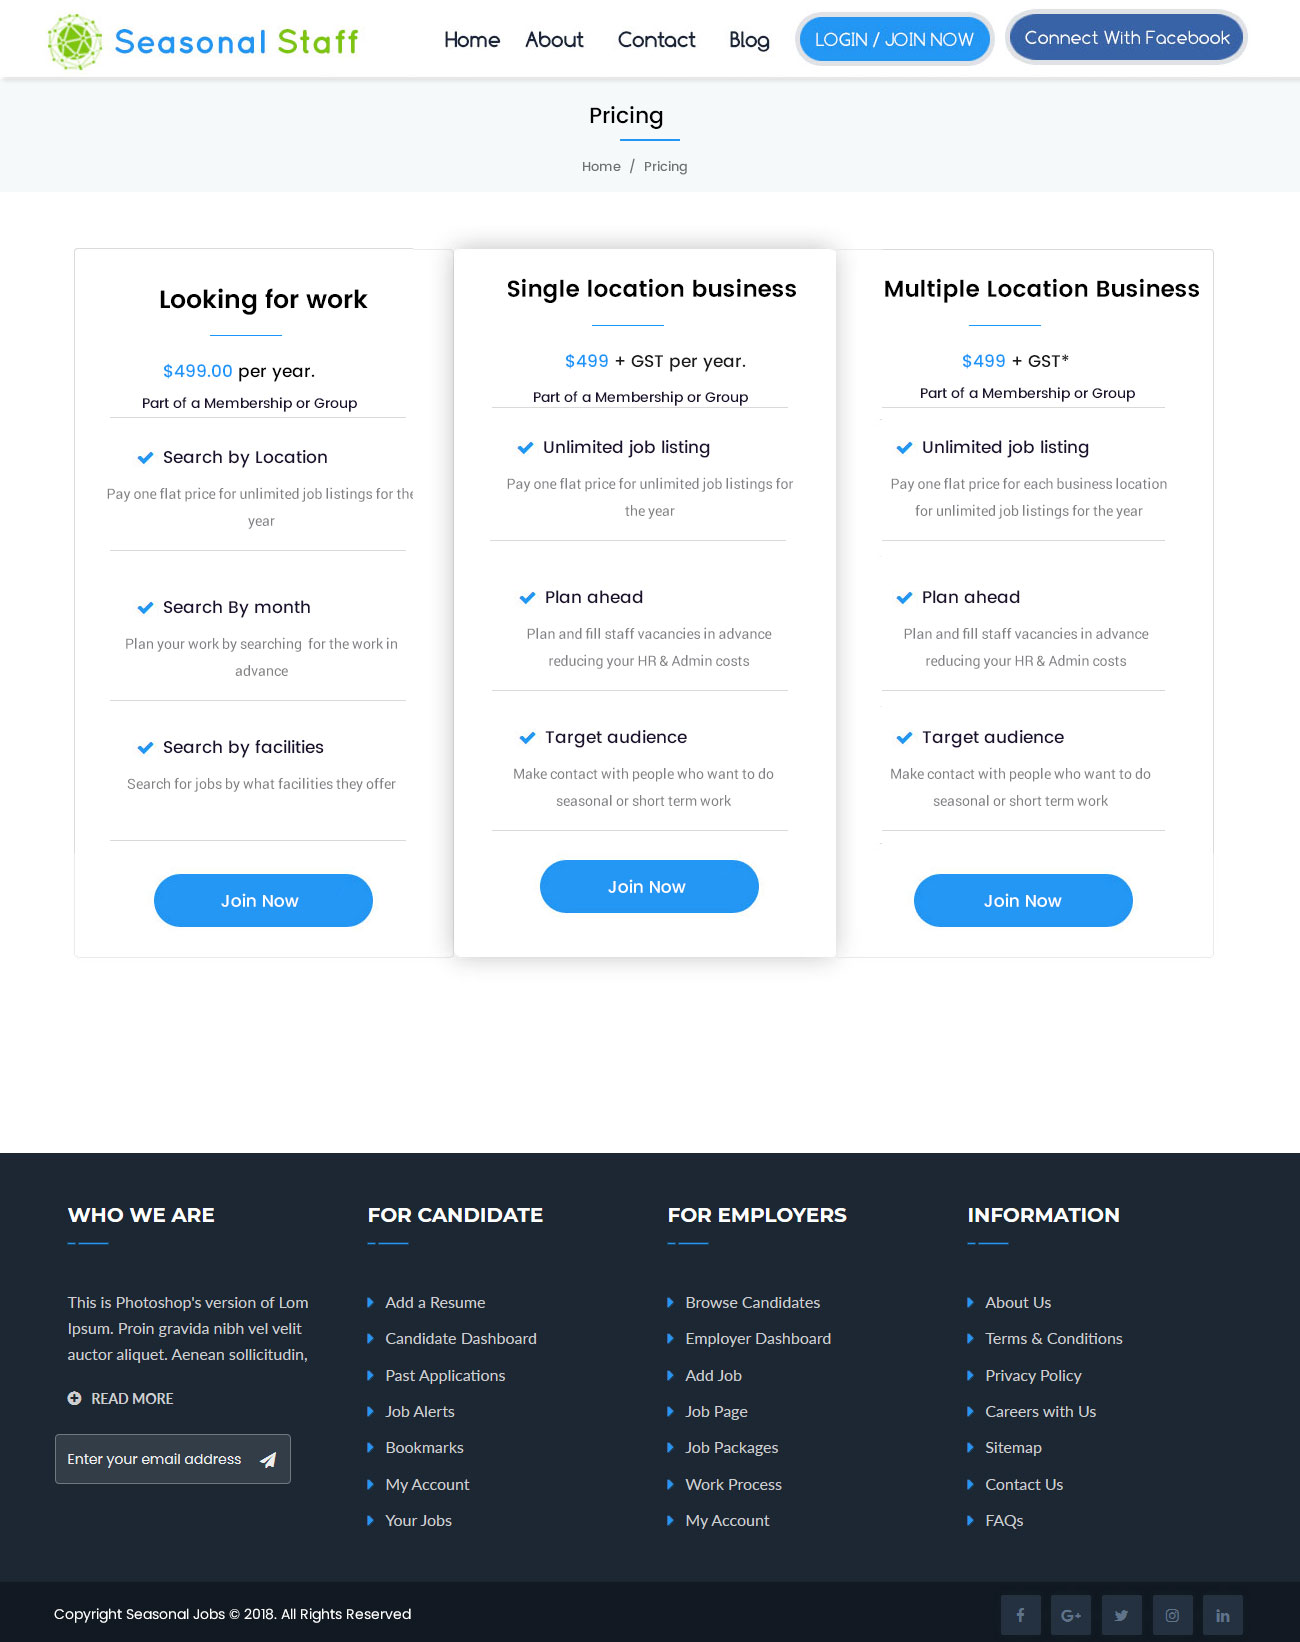 Seasonal Staff
Home About Contact Blog LOGIN / JOIN NOW Connect With Facebook
Pricing
Home / Pricing
Looking for work
$499.00 per year.
Part of a Membership or Group
Search by Location
Pay one flat price for unlimited job listings for the
year
Search By month
Plan your work by searching for the work in
advance
Search by facilities
Search for jobs by what facilities they offer
Join Now
Single location business
$499 + GST per year.
Part of a Membership or Group
Unlimited job listing
Pay one flat price for unlimited job listings for
the year
Plan ahead
Plan and fill staff vacancies in advance
reducing your HR & Admin costs
Target audience
Make contact with people who want to do
seasonal or short term work
Join Now
Multiple Location Business
$499 + GST*
Part of a Membership or Group
Unlimited job listing
Pay one flat price for each business location
for unlimited job listings for the year
Plan ahead
Plan and fill staff vacancies in advance
reducing your HR & Admin costs
Target audience
Make contact with people who want to do
seasonal or short term work
Join Now
WHO WE ARE
This is Photoshop's version of Lom
Ipsum. Proin gravida nibh vel velit
auctor aliquet. Aenean sollicitudin,
READ MORE
Enter your email address
FOR CANDIDATE
Add a Resume
Candidate Dashboard
Past Applications
Job Alerts
Bookmarks
My Account
Your Jobs
FOR EMPLOYERS
Browse Candidates
Employer Dashboard
Add Job
Job Page
Job Packages
Work Process
My Account
INFORMATION
About Us
Terms & Conditions
Privacy Policy
Careers with Us
Sitemap
Contact Us
FAQs
Copyright Seasonal Jobs © 2018. All Rights Reserved